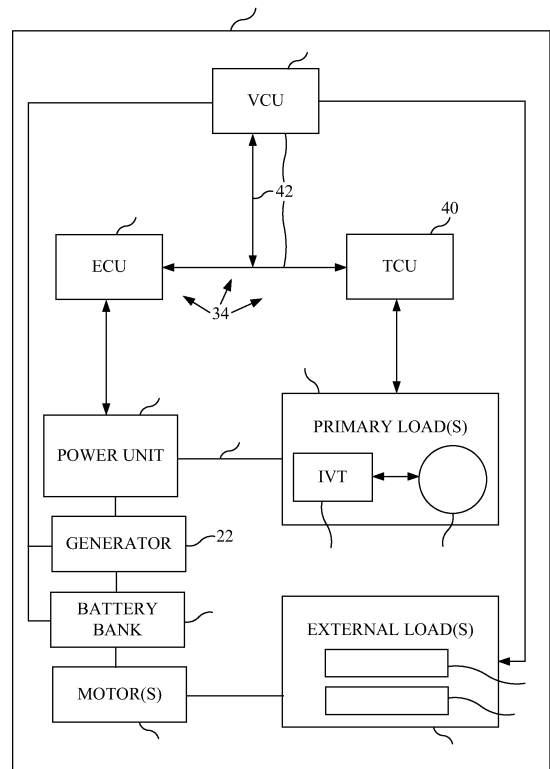 VCU
42
40
ECU
TCU
34
PRIMARY LOAD(S)
POWER UNIT
IVT
GENERATOR
22
BATTERY
BANK
EXTERNAL LOAD(S)
MOTOR(S)